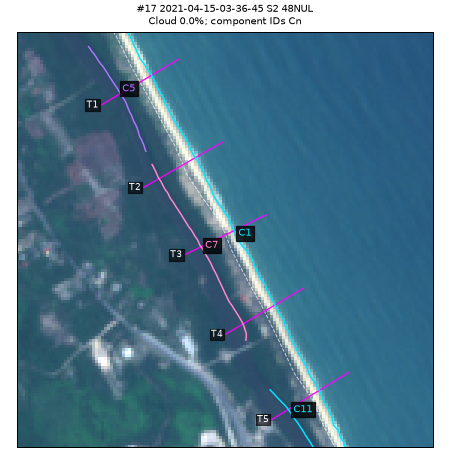 #17 2021-04-15-03-36-45 S2 48NUL
Cloud 0.0%; component IDs Cn
C5
T1
T2
C1
C7
T3
T4
C11
T5